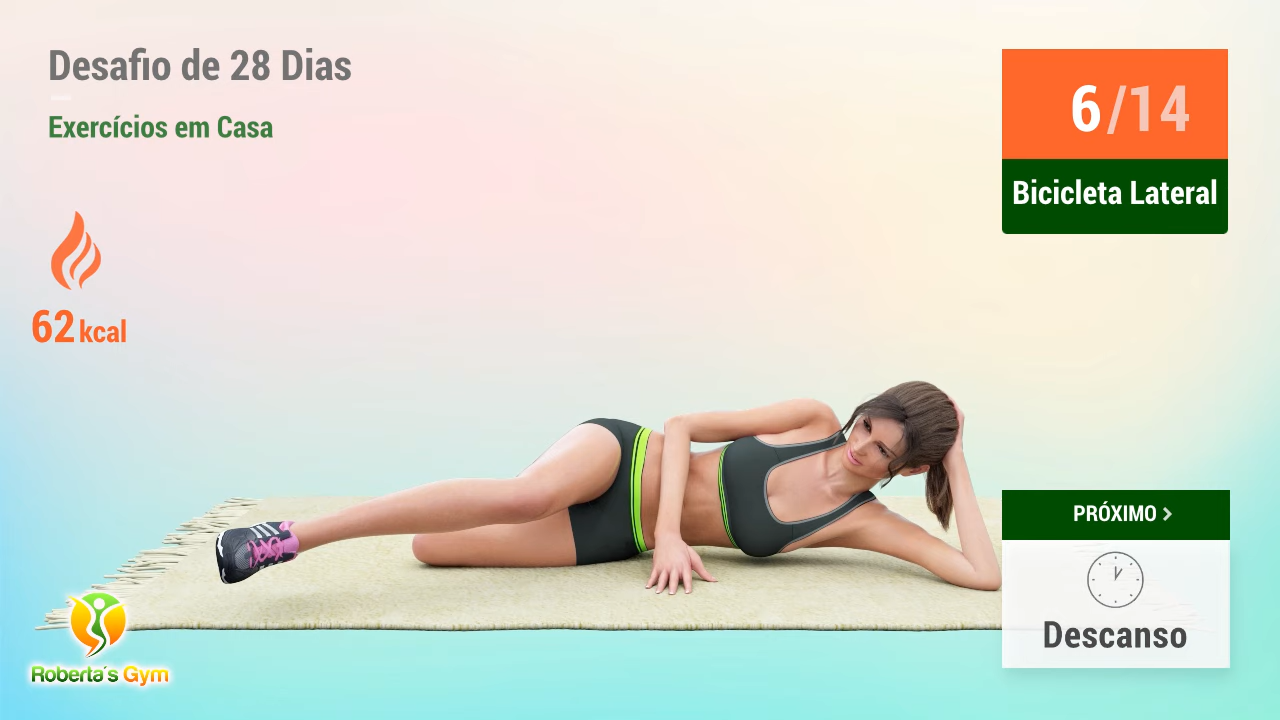 Desafio de 28 Dias
Exercícios em Casa
6/14
Bicicleta Lateral
62 kcal
PRÓXIMO >
Descanso
Roberta´s Gym